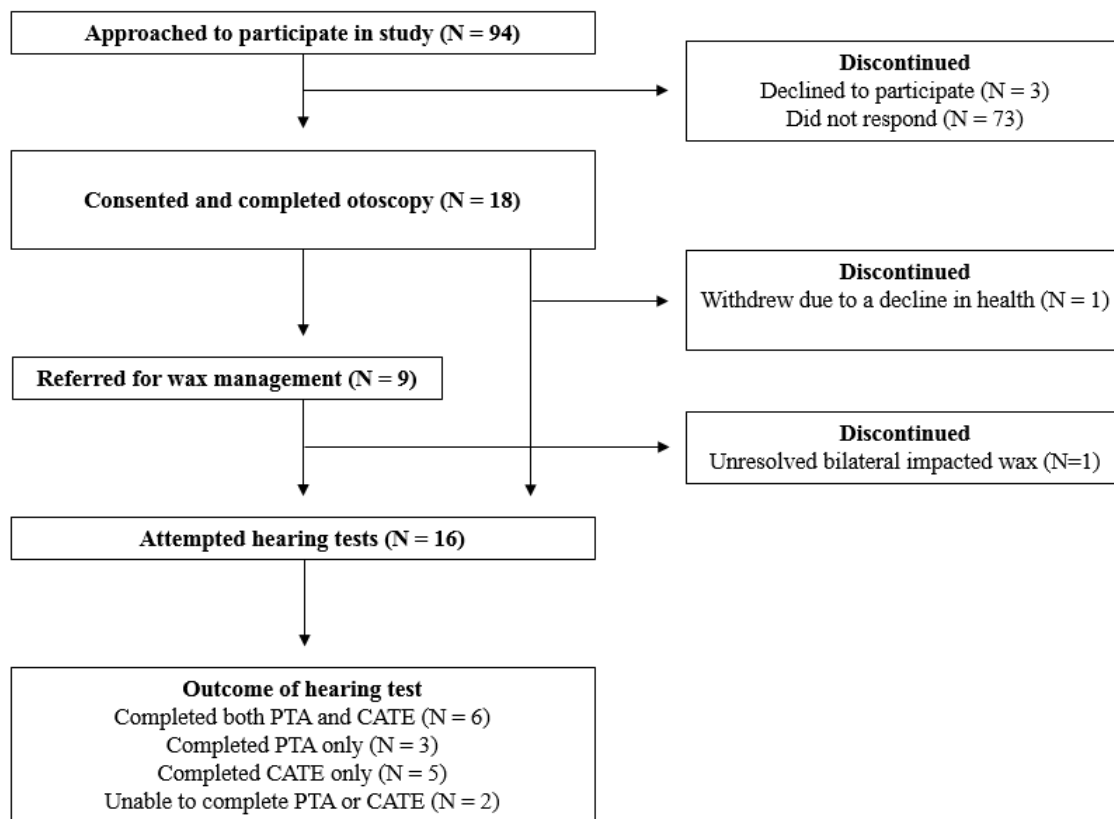 Approached to participate in study (N = 94)
Discontinued
Declined to participate (N = 3)
Did not respond (N = 73)
Consented and completed otoscopy (N = 18)
Discontinued
Withdrew due to a decline in health (N = 1)
Referred for wax management (N = 9)
Discontinued
Unresolved bilateral impacted wax (N=1)
Attempted hearing tests (N = 16)
Outcome of hearing test
Completed both PTA and CATE (N = 6)
Completed PTA only (N = 3)
Completed CATE only (N = 5)
Unable to complete PTA or CATE (N = 2)